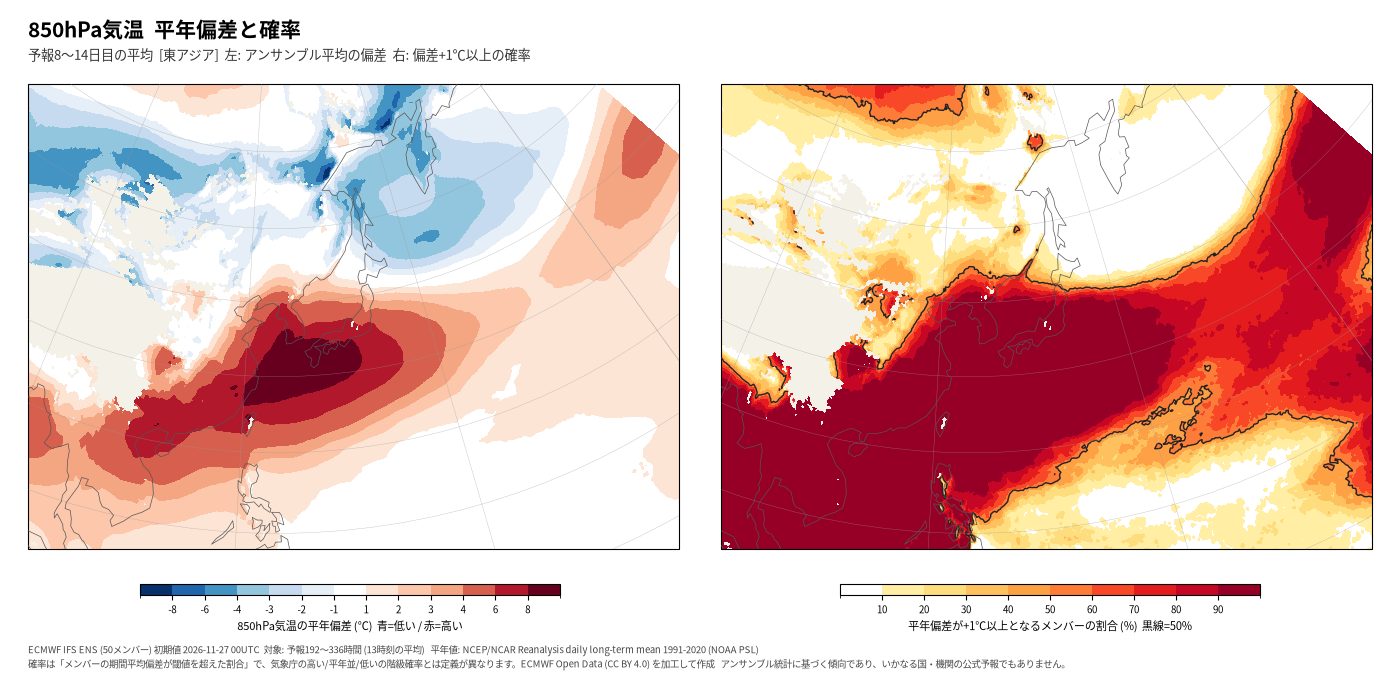 850hPa気温 平年偏差と確率
予報8～14日目の平均 [東アジア] 左: アンサンブル平均の偏差 右: 偏差+1℃以上の確率
-8 -6 -4 -3 -2 -1 1 2 3 4 6 8
850hPa気温の平年偏差 (℃) 青=低い / 赤=高い
10 20 30 40 50 60 70 80 90
平年偏差が+1℃以上となるメンバーの割合 (%) 黒線=50%
ECMWF IFS ENS (50メンバー) 初期値 2026-11-27 00UTC 対象: 予報192～336時間 (13時刻の平均) 平年値: NCEP/NCAR Reanalysis daily long-term mean 1991-2020 (NOAA PSL)
確率は「メンバーの期間平均偏差が閾値を超えた割合」で、気象庁の高い/平年並/低いの階級確率とは定義が異なります。ECMWF Open Data (CC BY 4.0) を加工して作成 アンサンブル統計に基づく傾向であり、いかなる国・機関の公式予報でもありません。